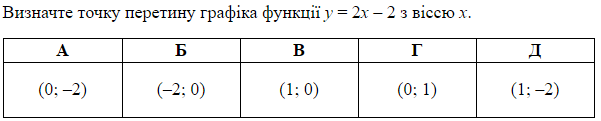 Визначте точку перетину графіка функції y = 2x – 2 з віссю x.
А Б В Г Д
(0; –2) (–2; 0) (1; 0) (0; 1) (1; –2)